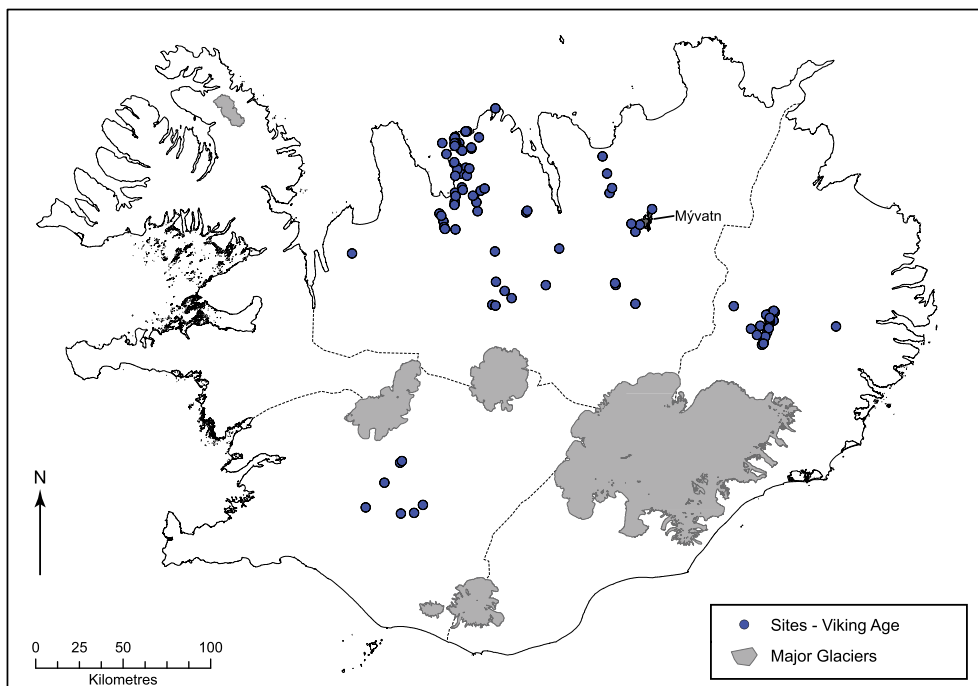 Mývatn
N
0 25 50 100
Kilometres
Sites - Viking Age
Major Glaciers